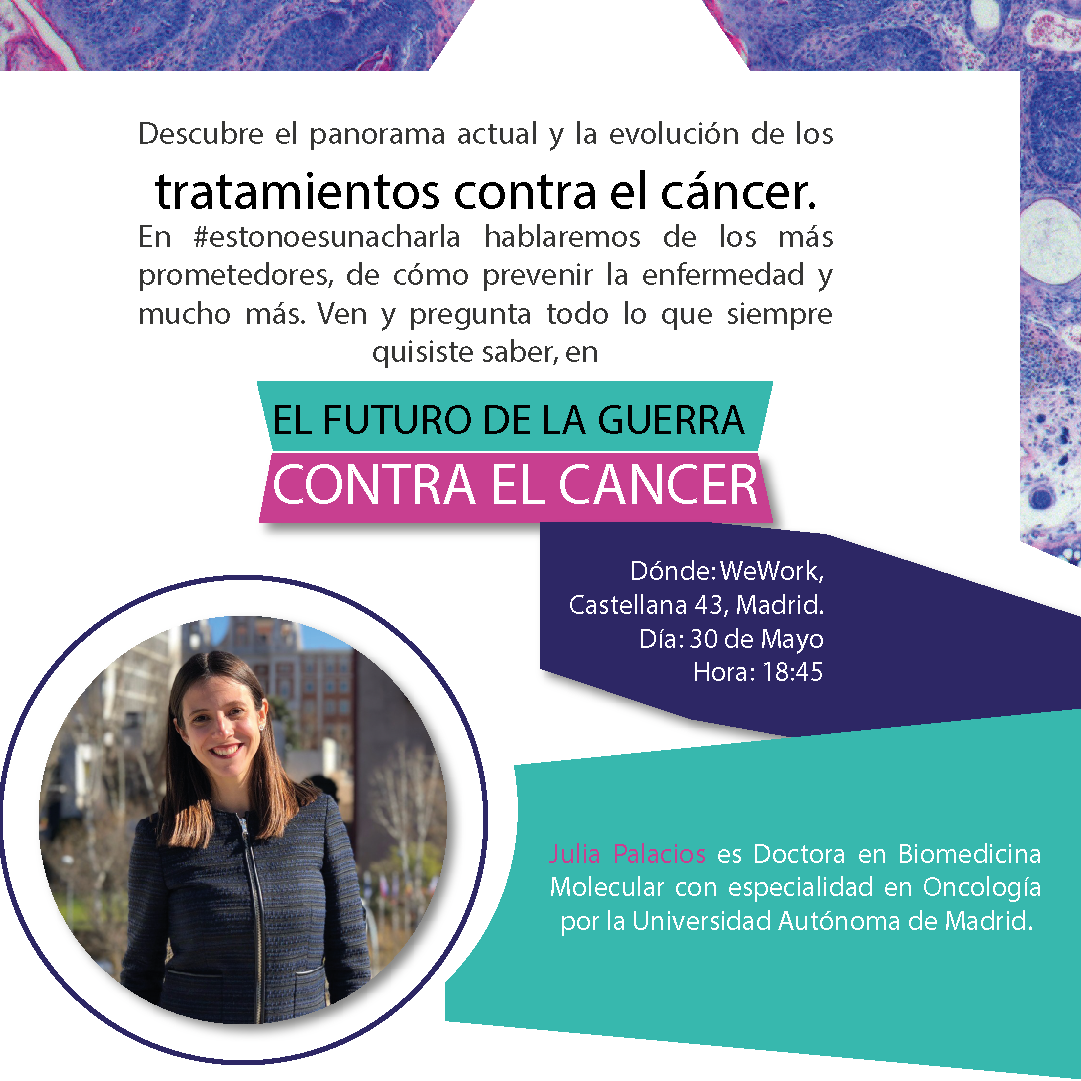 Descubre el panorama actual y la evolución de los
tratamientos contra el cáncer.
En #estonoesunacharla hablaremos de los más
prometedores, de cómo prevenir la enfermedad y
mucho más. Ven y pregunta todo lo que siempre
quisiste saber, en
EL FUTURO DE LA GUERRA
CONTRA EL CANCER
Dónde: WeWork,
Castellana 43, Madrid.
Día: 30 de Mayo
Hora: 18:45
Julia Palacios es Doctora en Biomedicina
Molecular con especialidad en Oncología
por la Universidad Autónoma de Madrid.